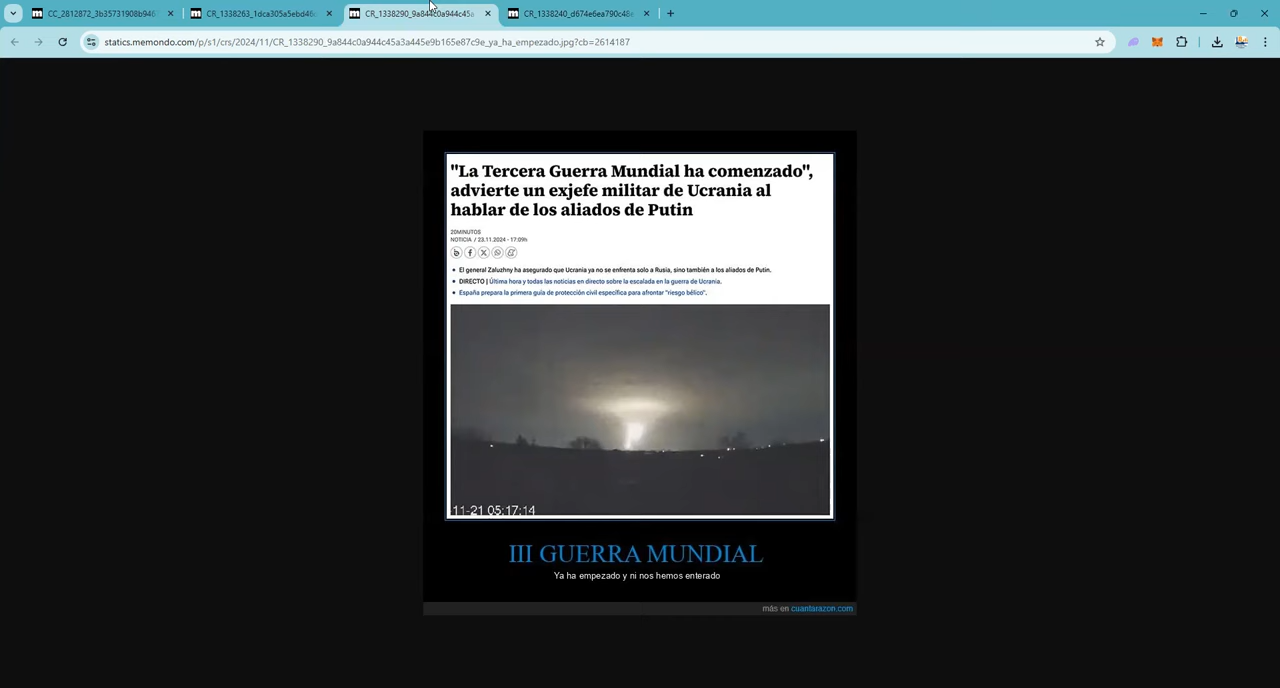 CC_2812872_3b35731908b946
CR_1338263_1dca305a5ebd46
CR_1338290_9a844c0a944c45a
CR_1338240_d674e6ea790c48e
statics.memondo.com/p/s1/crs/2024/11/CR_1338290_9a844c0a944c45a3a445e9b165e87c9e_ya_ha_empezado.jpg?cb=2614187
"La Tercera Guerra Mundial ha comenzado",
advierte un exjefe militar de Ucrania al
hablar de los aliados de Putin
20MINUTOS
NOTICIA / 23.11.2024 - 17:09h
El general Zaluzhny ha asegurado que Ucrania ya no se enfrenta solo a Rusia, sino también a los aliados de Putin.
DIRECTO | Última hora y todas las noticias en directo sobre la escalada en la guerra de Ucrania.
España prepara la primera guía de protección civil específica para afrontar "riesgo bélico".
11-21 05:17:14
III GUERRA MUNDIAL
Ya ha empezado y ni nos hemos enterado
más en cuantarazon.com